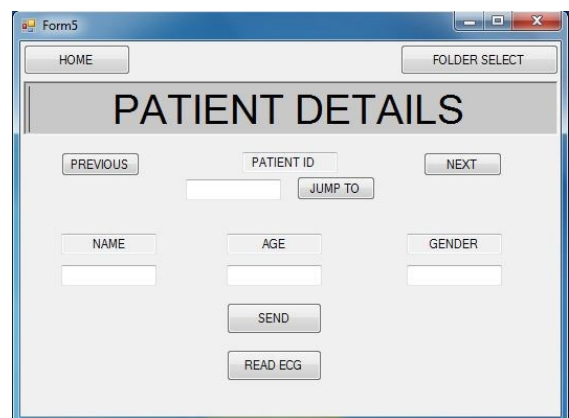 Form5
HOME FOLDER SELECT
PATIENT DETAILS
PREVIOUS PATIENT ID NEXT
JUMP TO
NAME AGE GENDER
SEND
READ ECG